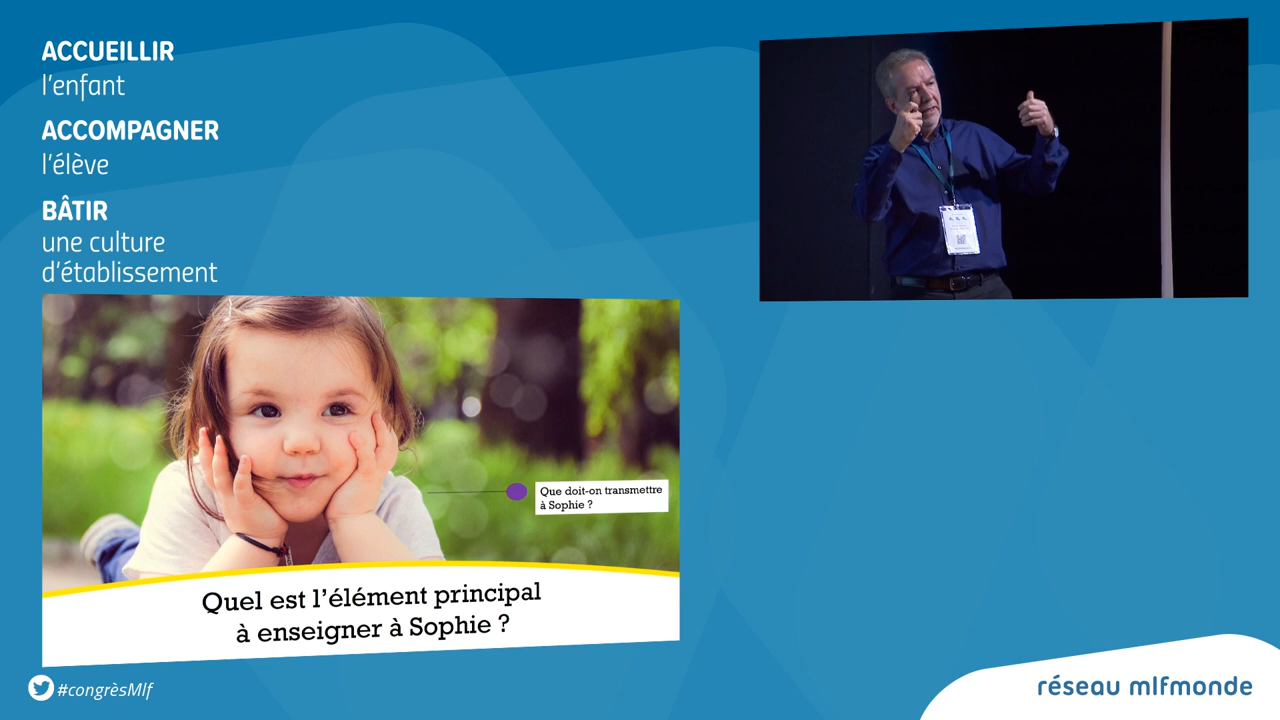 ACCUEILLIR
l'enfant
ACCOMPAGNER
l'élève
BÂTIR
une culture
d'établissement
Que doit-on transmettre
à Sophie ?
Quel est l'élément principal
à enseigner à Sophie ?
#congrèsMlf
réseau mlfmonde